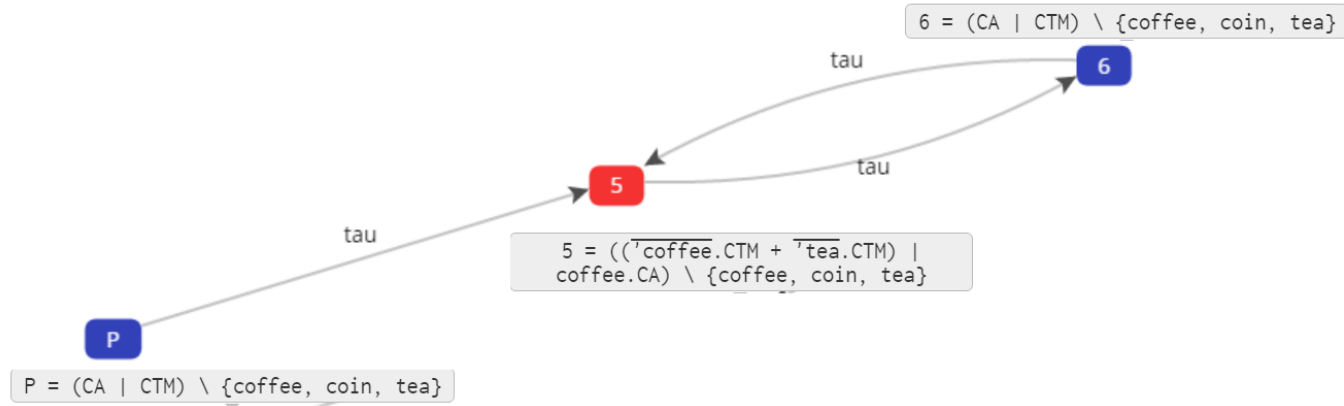 6 = (CA | CTM) \ {coffee, coin, tea}
tau
6
tau
5
tau
5 = (('coffee.CTM + 'tea.CTM) |
coffee.CA) \ {coffee, coin, tea}
P
P = (CA | CTM) \ {coffee, coin, tea}